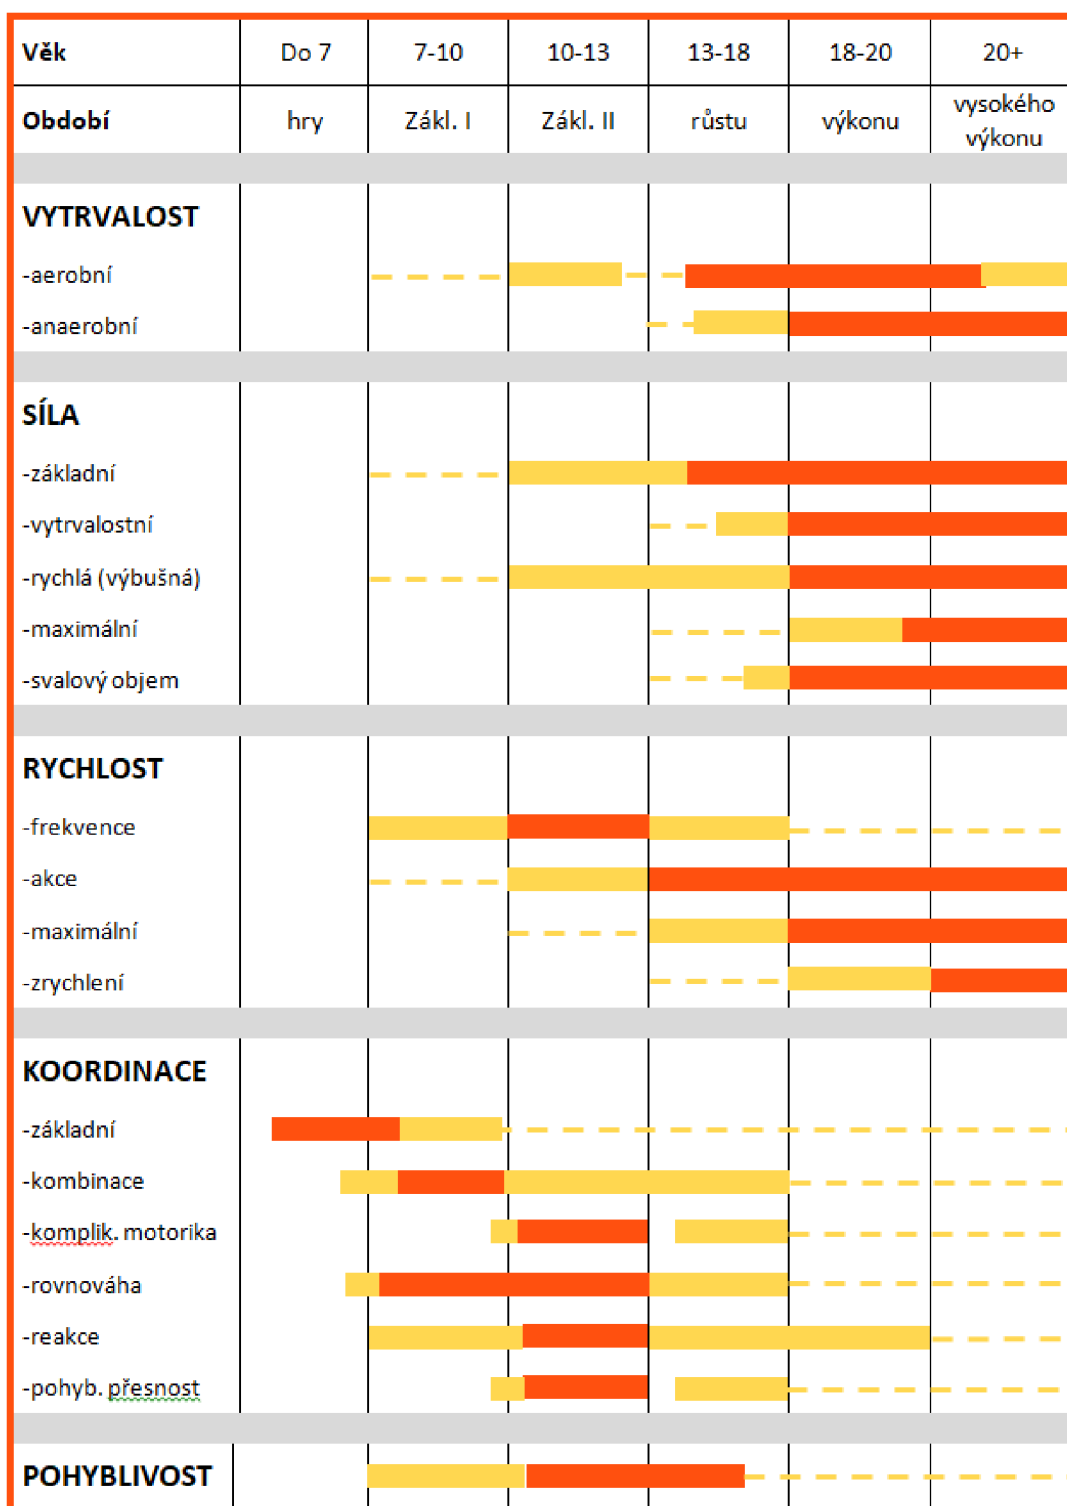 Věk Do 7 7-10 10-13 13-18 18-20 20+
Období hry Zákl. I Zákl. II růstu výkonu vysokého
výkonu
VYTRVALOST
-aerobní
-anaerobní
SÍLA
-základní
-vytrvalostní
-rychlá (výbušná)
-maximální
-svalový objem
RYCHLOST
-frekvence
-akce
-maximální
-zrychlení
KOORDINACE
-základní
-kombinace
-komplik. motorika
-rovnováha
-reakce
-pohyb. přesnost
POHYBLIVOST